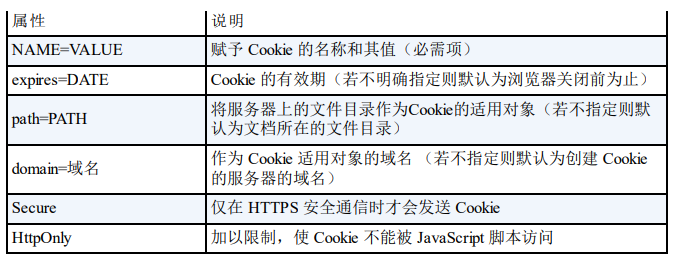 属性 说明
NAME=VALUE 赋予 Cookie 的名称和其值（必需项）
expires=DATE Cookie 的有效期（若不明确指定则默认为浏览器关闭前为止）
path=PATH 将服务器上的文件目录作为Cookie的适用对象（若不指定则默
认为文档所在的文件目录）
domain=域名 作为 Cookie 适用对象的域名 （若不指定则默认为创建 Cookie
的服务器的域名）
Secure 仅在 HTTPS 安全通信时才会发送 Cookie
HttpOnly 加以限制，使 Cookie 不能被 JavaScript 脚本访问